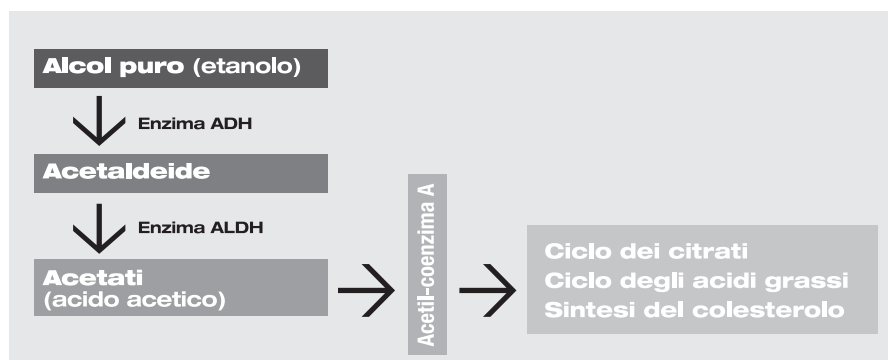 Alcol puro (etanolo)
Enzima ADH
Acetaldeide
Enzima ALDH
Acetati
(acido acetico)
Acetil-coenzima A
Ciclo dei citrati
Ciclo degli acidi grassi
Sintesi del colesterolo